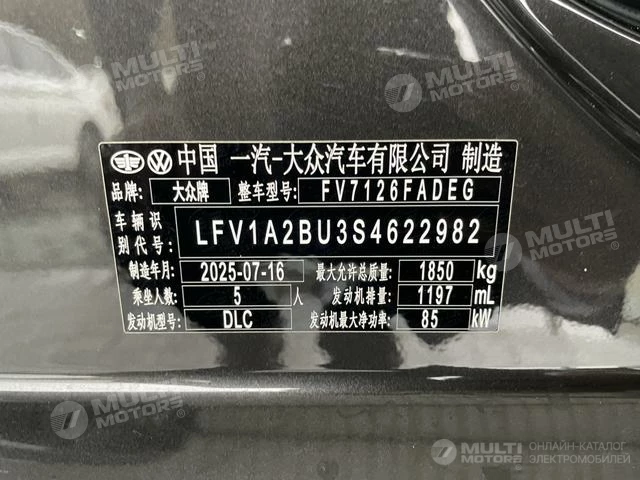 中国 一汽-大众汽车有限公司 制造
品牌: 大众牌 整车型号: FV7126FADEG
车辆识别代号: LFV1A2BU3S4622982
制造年月: 2025-07-16 最大允许总质量: 1850 kg
乘坐人数: 5 人 发动机排量: 1197 mL
发动机型号: DLC 发动机最大净功率: 85 kW
MULTI MOTORS
MULTI MOTORS
MULTI MOTORS
MULTI MOTORS
MULTI MOTORS
MULTI MOTORS
MULTI MOTORS ОНЛАЙН-КАТАЛОГ ЭЛЕКТРОМОБИЛЕЙ